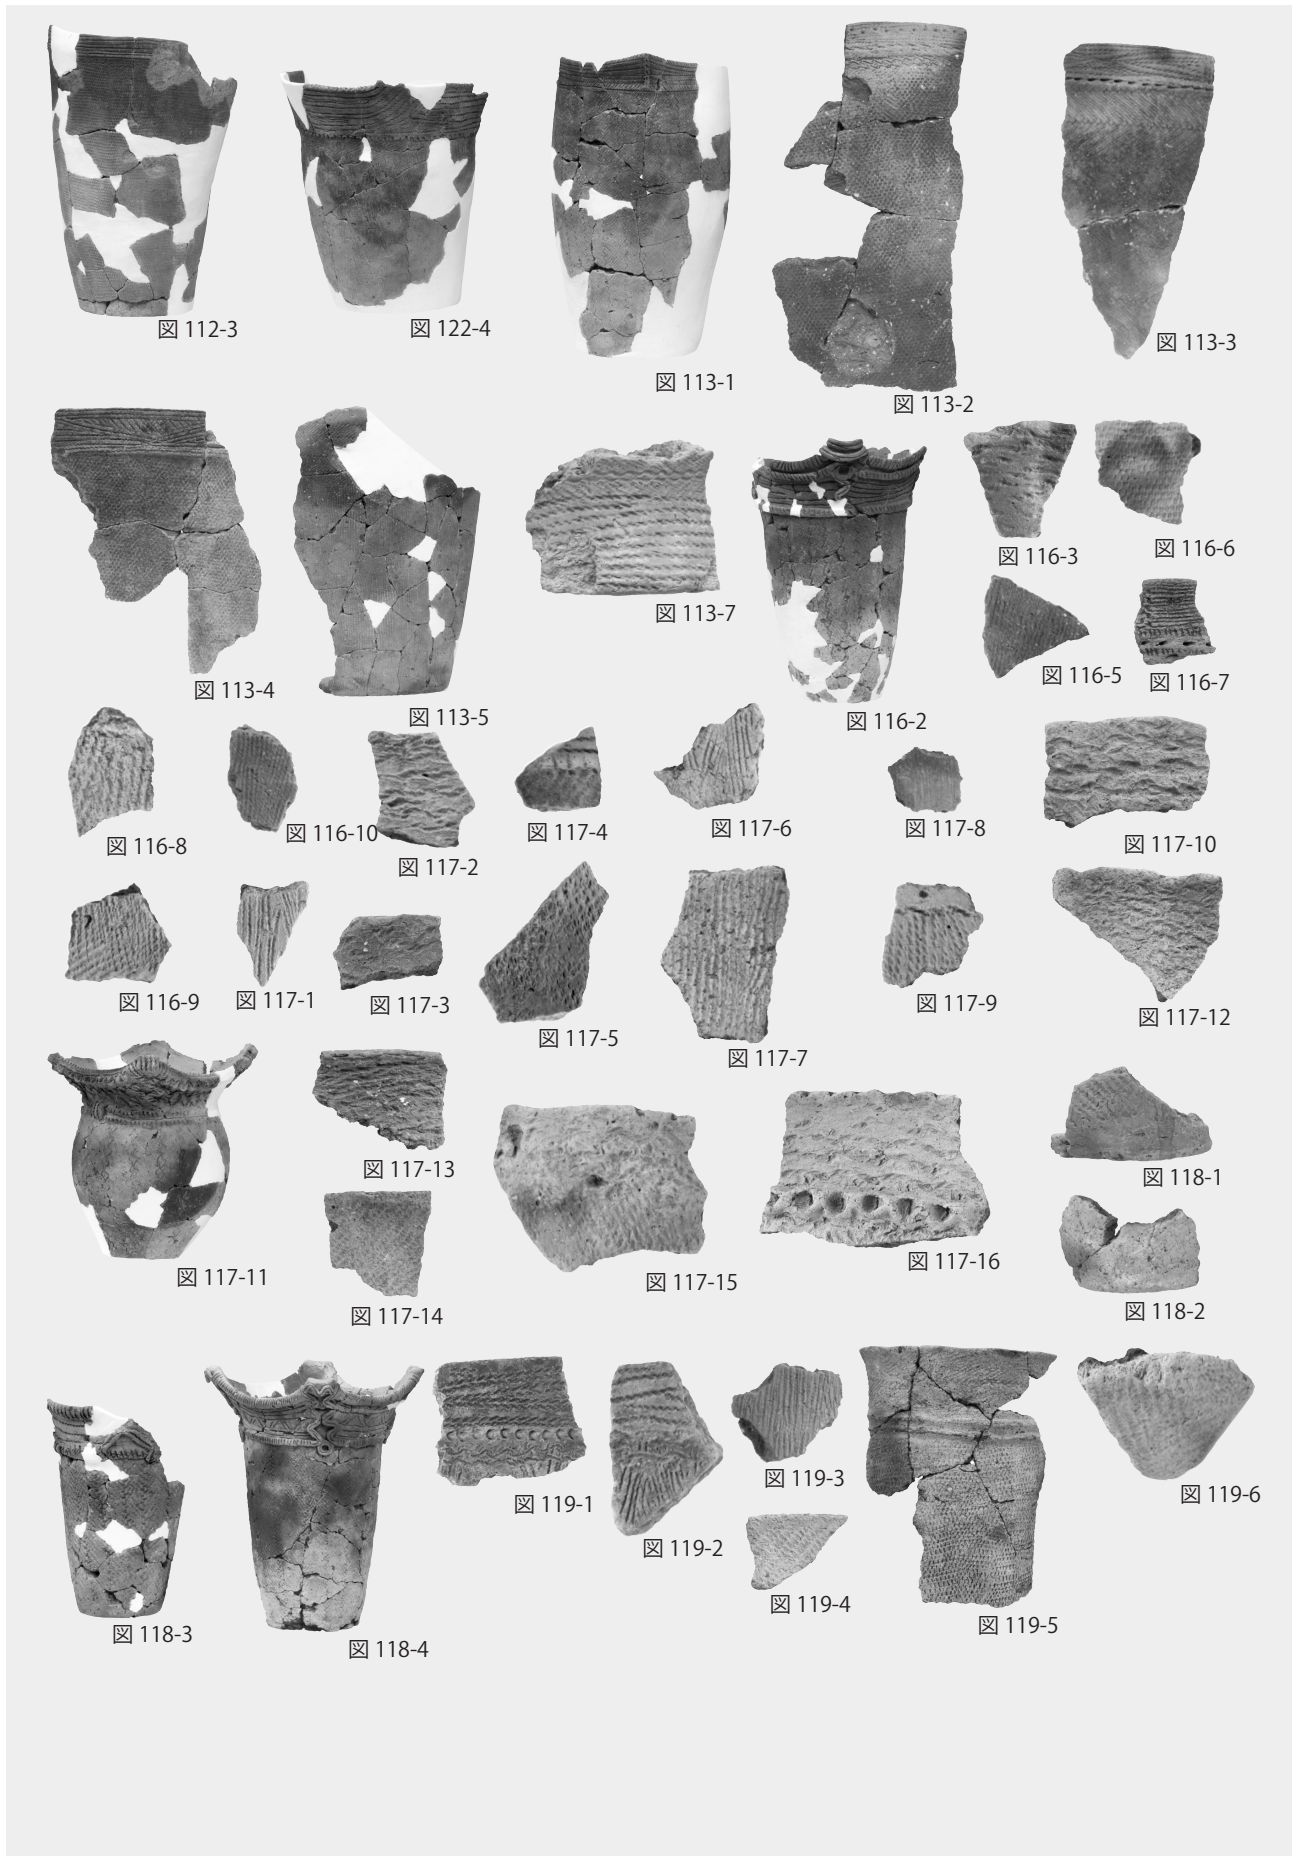 図 112-3
図 122-4
図 113-1
図 113-2
図 113-3
図 113-4
図 113-5
図 113-7
図 116-2
図 116-3
図 116-6
図 116-5
図 116-7
図 116-8
図 116-10
図 117-2
図 117-4
図 117-6
図 117-8
図 117-10
図 116-9
図 117-1
図 117-3
図 117-5
図 117-7
図 117-9
図 117-12
図 117-11
図 117-13
図 117-14
図 117-15
図 117-16
図 118-1
図 118-2
図 118-3
図 118-4
図 119-1
図 119-2
図 119-3
図 119-4
図 119-5
図 119-6